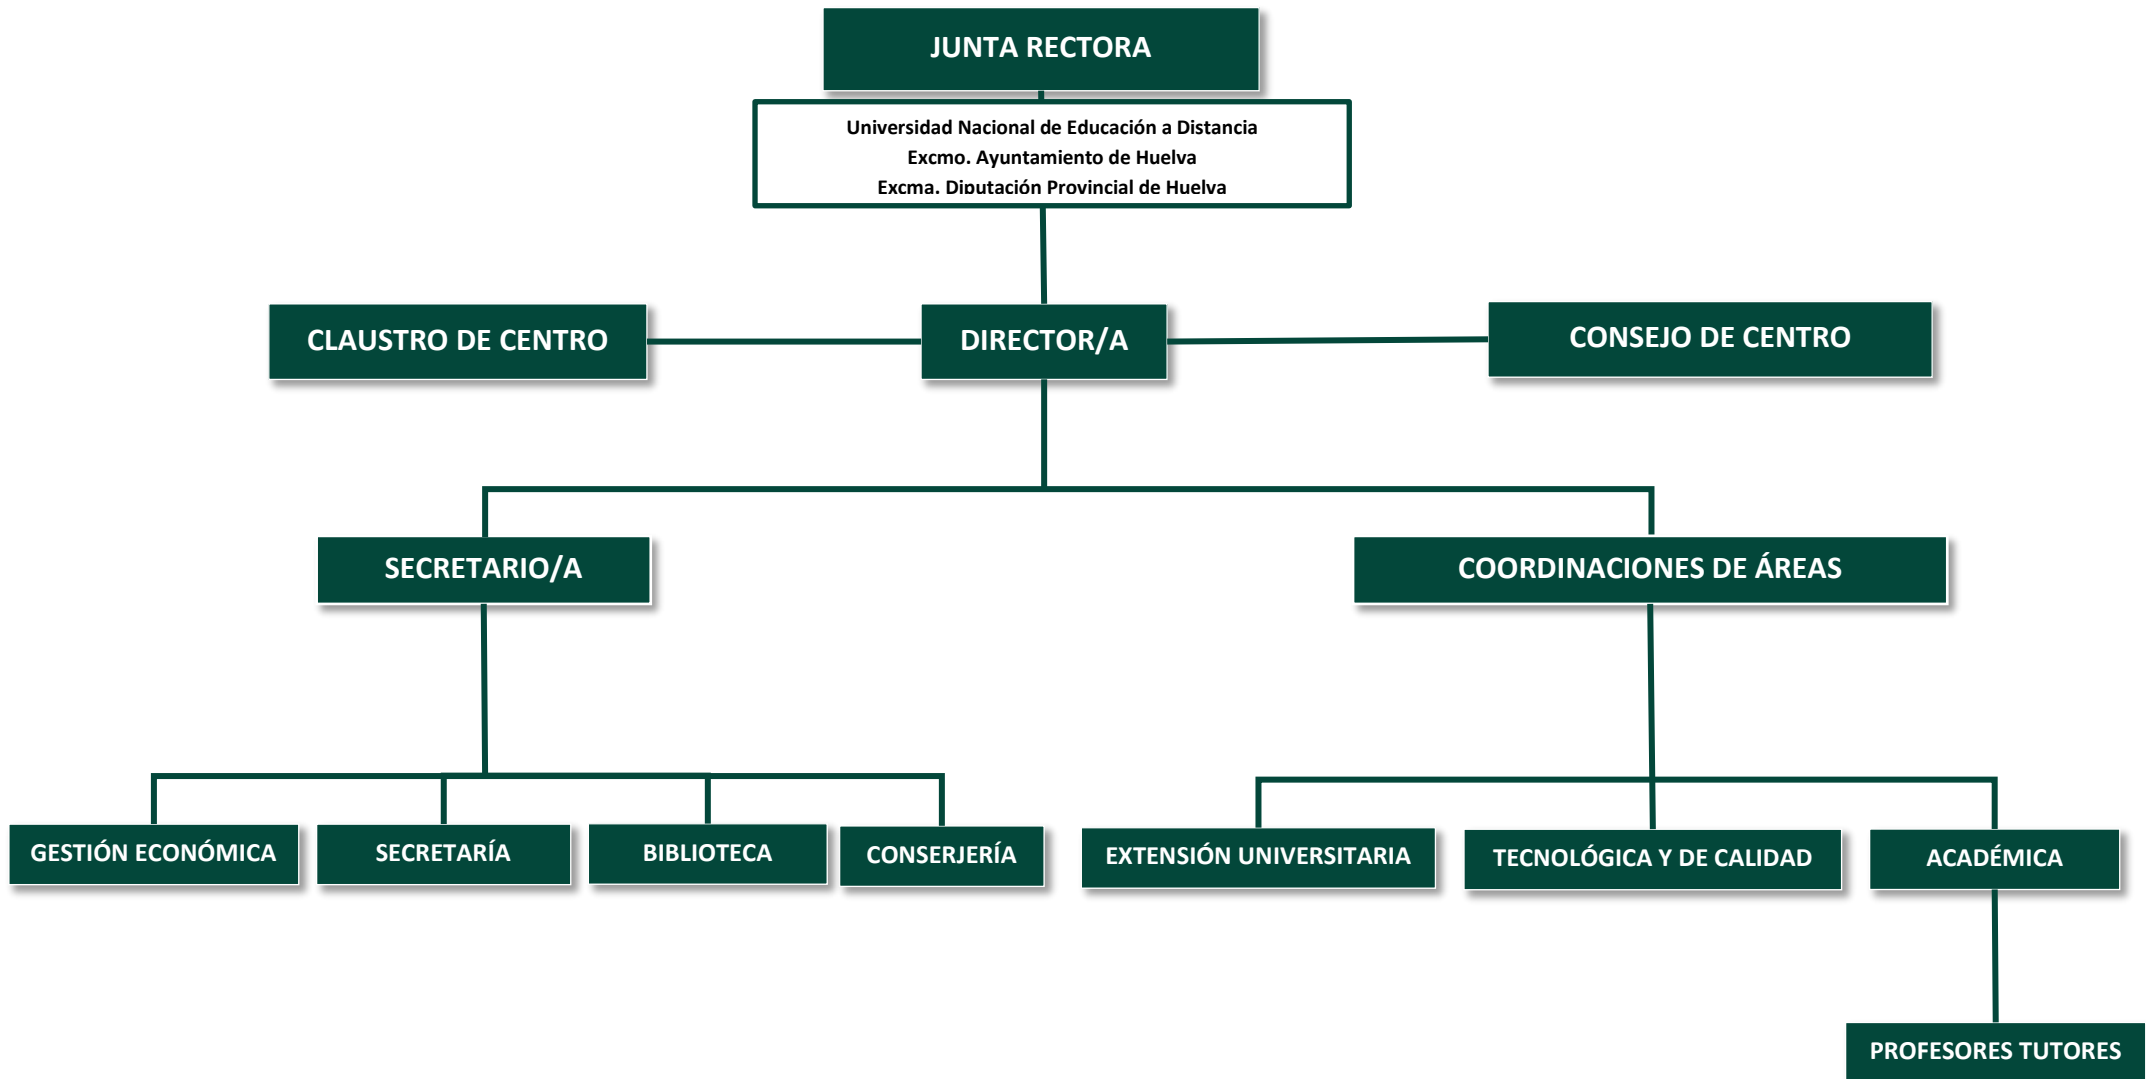 JUNTA RECTORA
Universidad Nacional de Educación a Distancia
Excmo. Ayuntamiento de Huelva
Excma. Diputación Provincial de Huelva
CLAUSTRO DE CENTRO
DIRECTOR/A
CONSEJO DE CENTRO
SECRETARIO/A
COORDINACIONES DE ÁREAS
GESTIÓN ECONÓMICA
SECRETARÍA
BIBLIOTECA
CONSERJERÍA
EXTENSIÓN UNIVERSITARIA
TECNOLÓGICA Y DE CALIDAD
ACADÉMICA
PROFESORES TUTORES